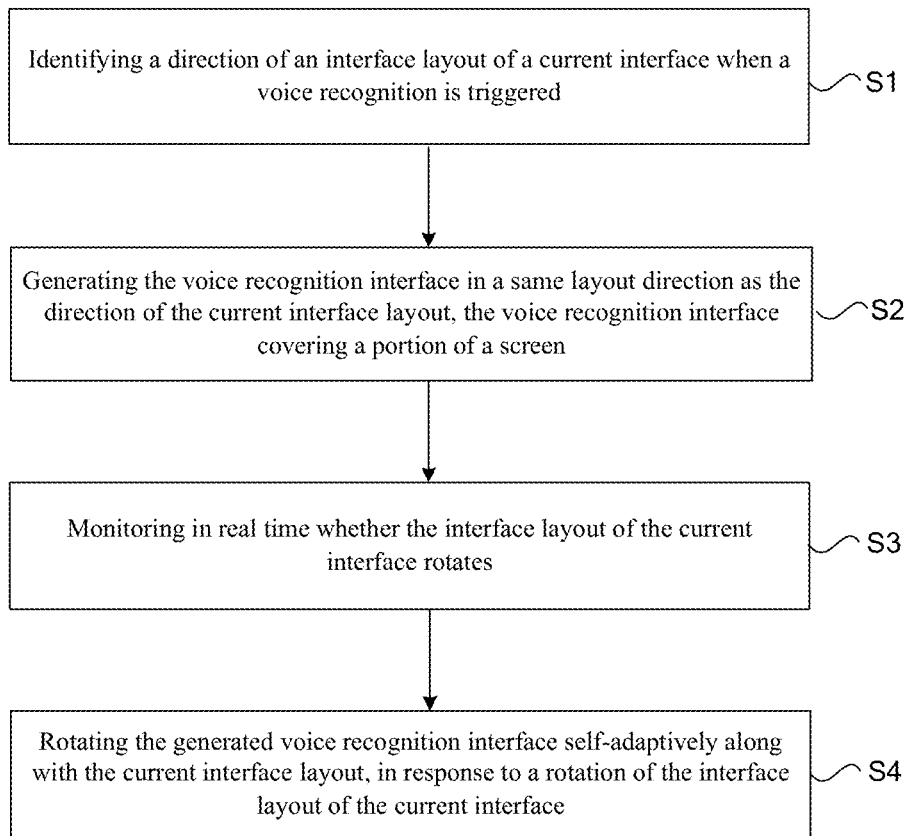 Identifying a direction of an interface layout of a current interface when a
voice recognition is triggered
S1
Generating the voice recognition interface in a same layout direction as the
direction of the current interface layout, the voice recognition interface
covering a portion of a screen
S2
Monitoring in real time whether the interface layout of the current
interface rotates
S3
Rotating the generated voice recognition interface self-adaptively along
with the current interface layout, in response to a rotation of the interface
layout of the current interface
S4